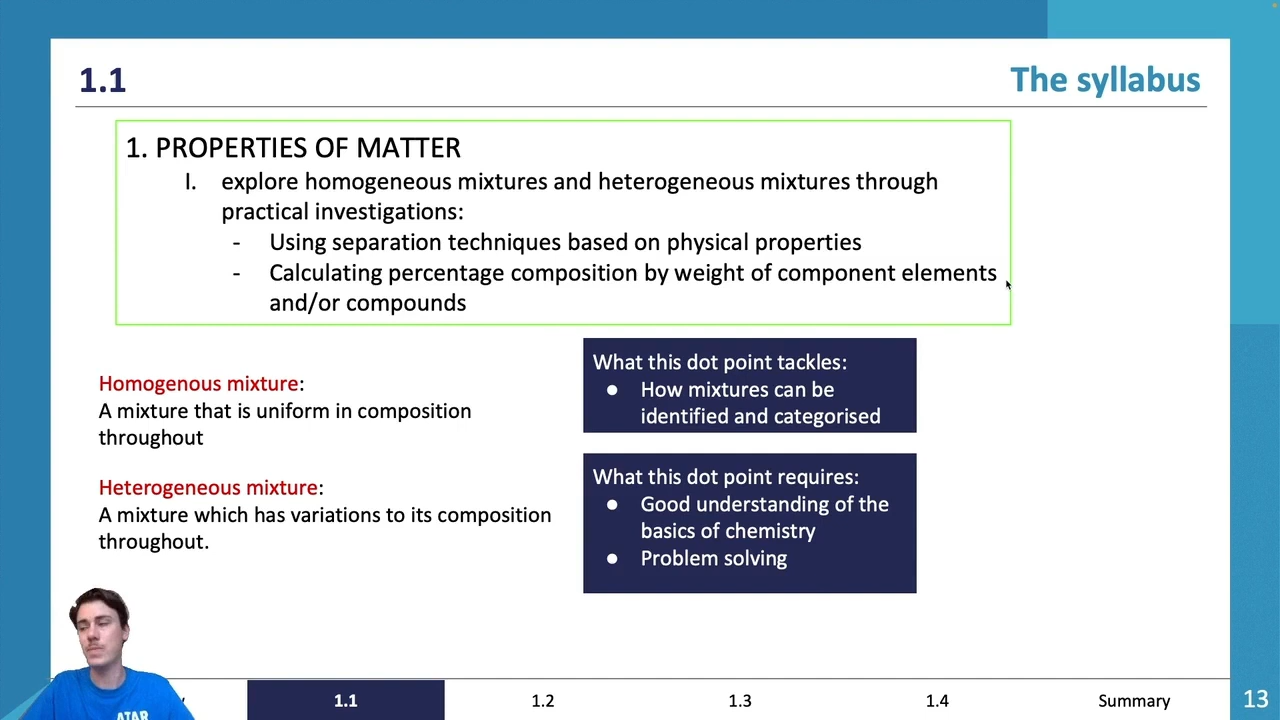 1.1
The syllabus
1. PROPERTIES OF MATTER
I. explore homogeneous mixtures and heterogeneous mixtures through
practical investigations:
- Using separation techniques based on physical properties
- Calculating percentage composition by weight of component elements
and/or compounds
Homogenous mixture:
A mixture that is uniform in composition
throughout
Heterogeneous mixture:
A mixture which has variations to its composition
throughout.
What this dot point tackles:
● How mixtures can be
identified and categorised
What this dot point requires:
● Good understanding of the
basics of chemistry
● Problem solving
ATAR
1.1
1.2
1.3
1.4
Summary
13